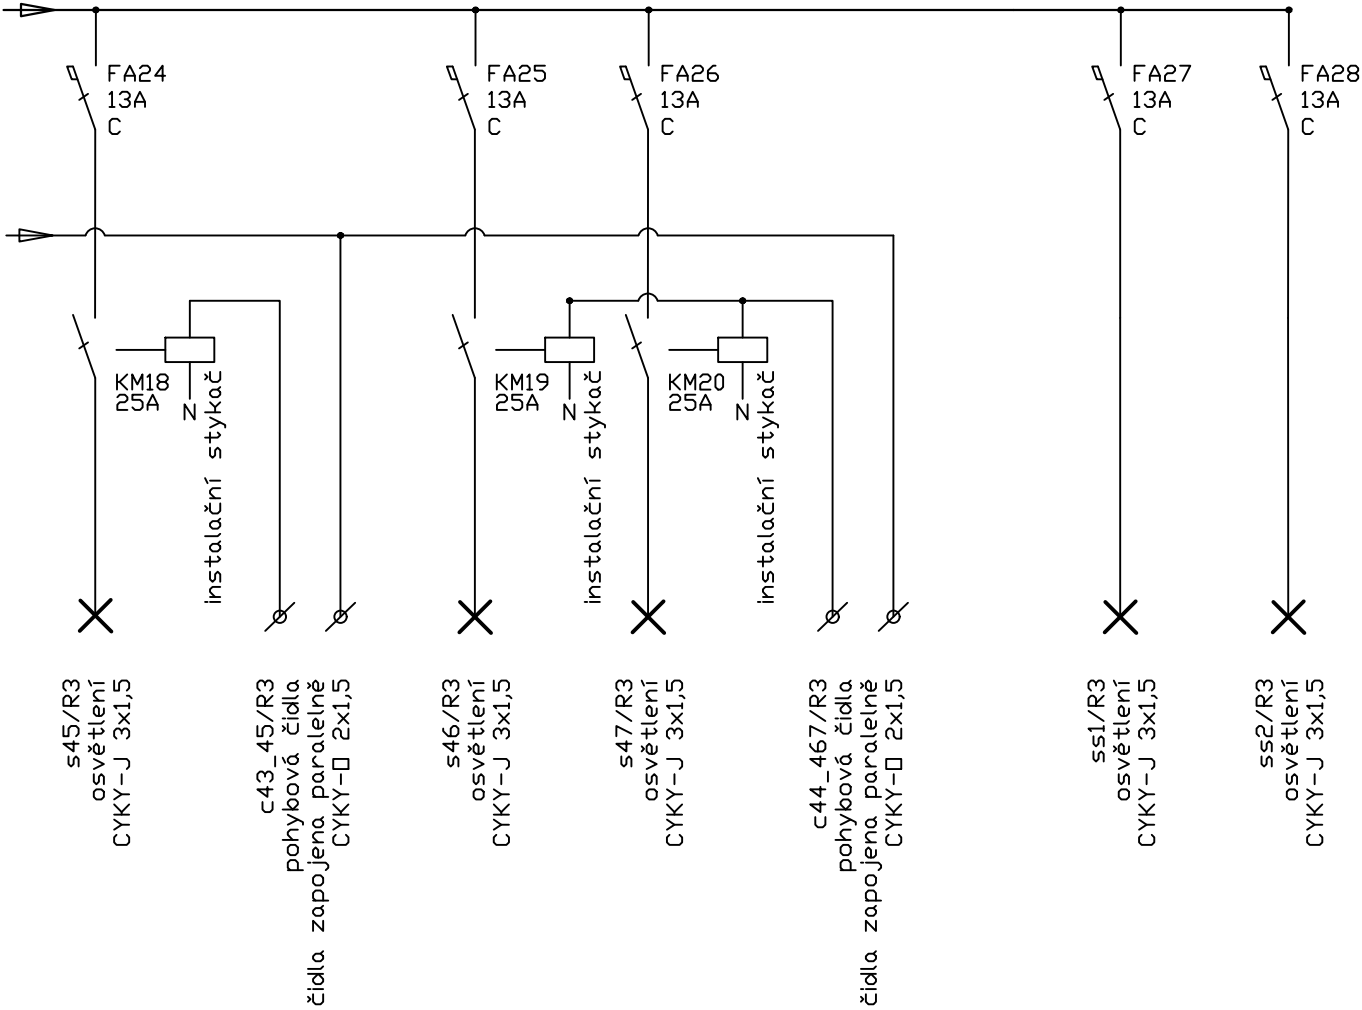 FA24
13A
C
FA25
13A
C
FA26
13A
C
FA27
13A
C
FA28
13A
C
KM18
25A
N
instalační stykač
KM19
25A
N
instalační stykač
KM20
25A
N
instalační stykač
s45/R3
osvětlení
CYKY-J 3x1,5
c43_45/R3
pohybová čidla
čidla zapojena paralelně
CYKY-O 2x1,5
s46/R3
osvětlení
CYKY-J 3x1,5
s47/R3
osvětlení
CYKY-J 3x1,5
c44_467/R3
pohybová čidla
čidla zapojena paralelně
CYKY-O 2x1,5
ss1/R3
osvětlení
CYKY-J 3x1,5
ss2/R3
osvětlení
CYKY-J 3x1,5